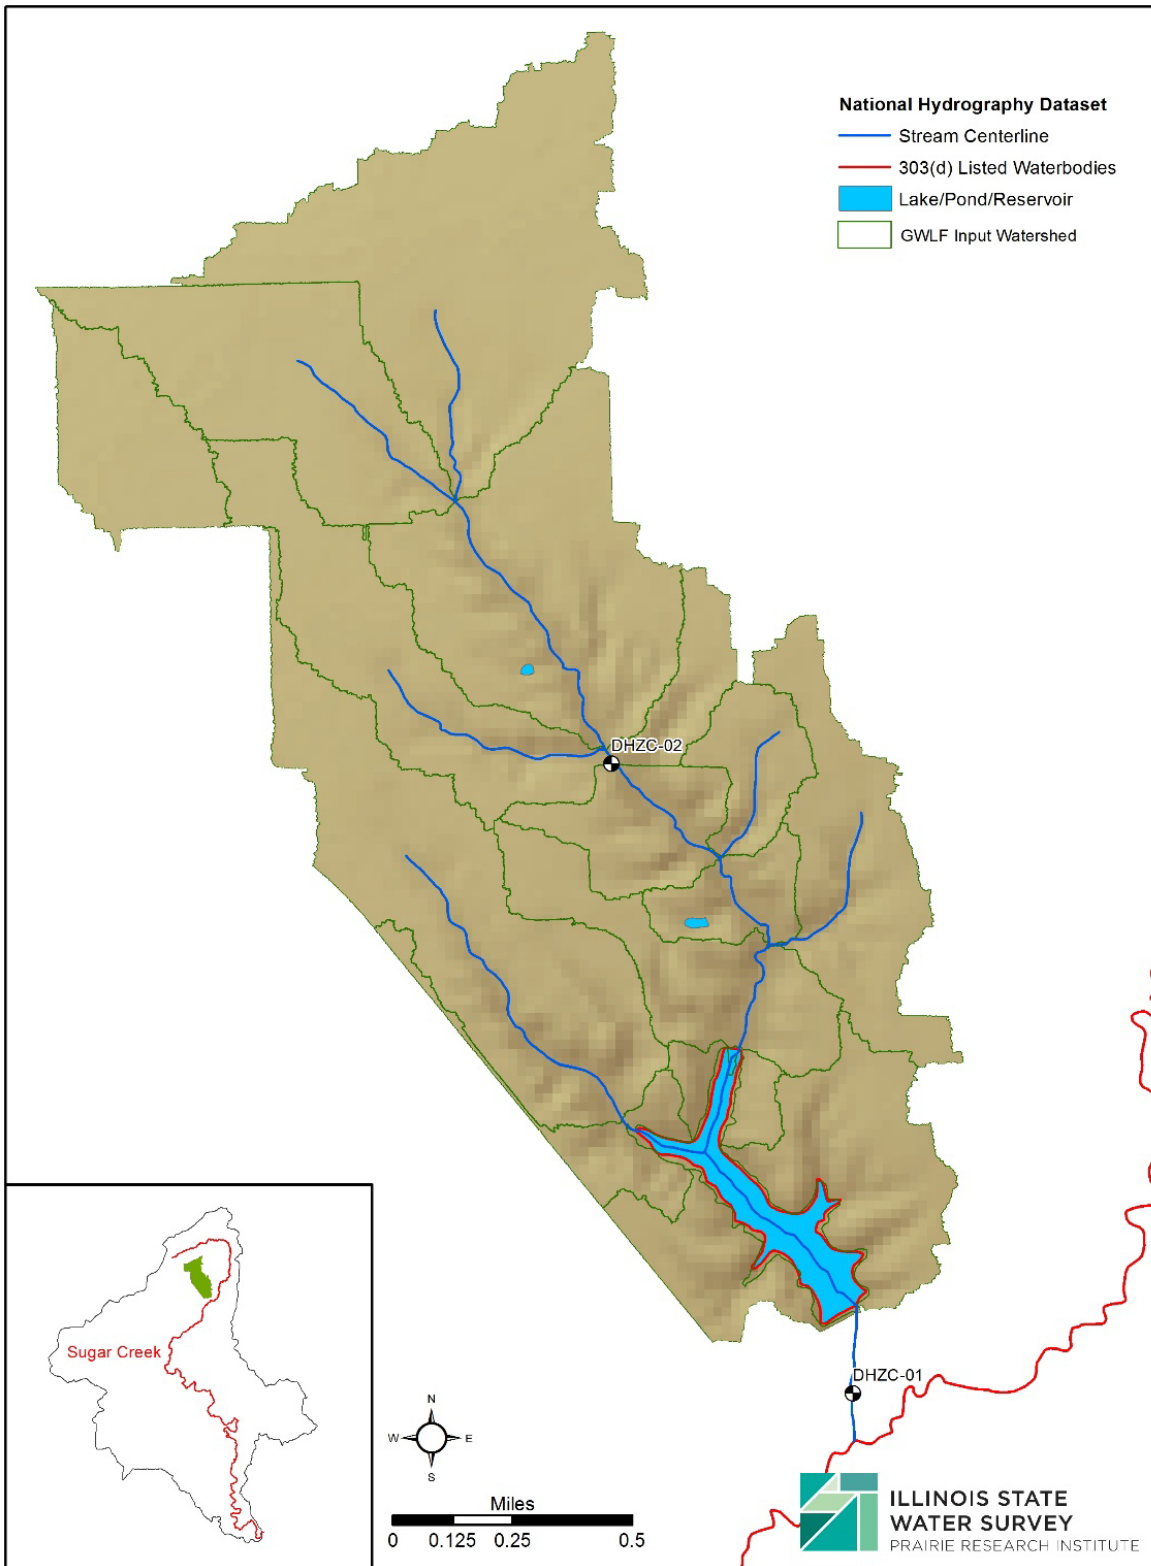 National Hydrography Dataset
Stream Centerline
303(d) Listed Waterbodies
Lake/Pond/Reservoir
GWLF Input Watershed
DHZC-02
Sugar Creek
DHZC-01
N
W E
S
Miles
0 0.125 0.25 0.5
ILLINOIS STATE
WATER SURVEY
PRAIRIE RESEARCH INSTITUTE